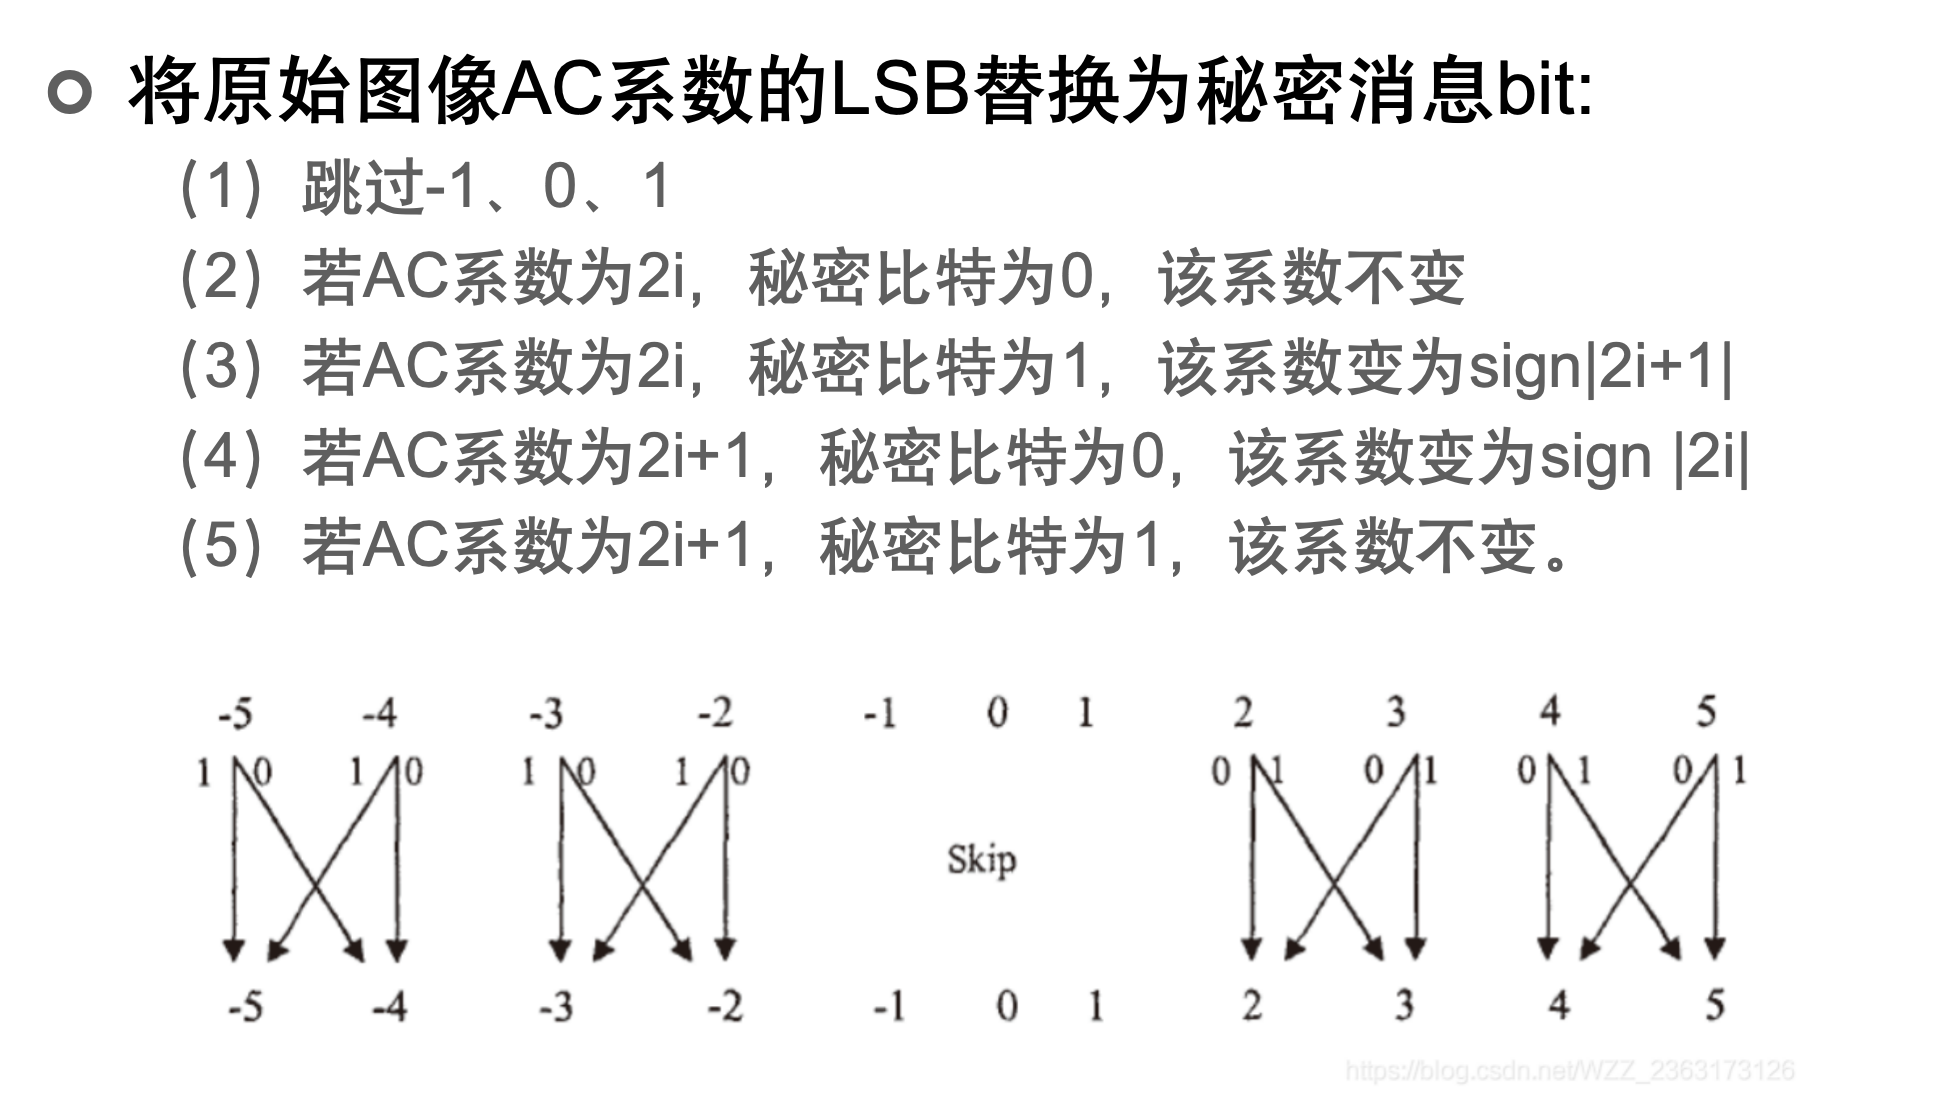 将原始图像AC系数的LSB替换为秘密消息bit:
(1) 跳过-1、0、1
(2) 若AC系数为2i, 秘密比特为0, 该系数不变
(3) 若AC系数为2i, 秘密比特为1, 该系数变为sign|2i+1|
(4) 若AC系数为2i+1, 秘密比特为0, 该系数变为sign |2i|
(5) 若AC系数为2i+1, 秘密比特为1, 该系数不变。
-5 -4 -3 -2 -1 0 1 2 3 4 5
1 0 1 0 1 0 1 0 0 1 0 1 0 1 0 1
Skip
-5 -4 -3 -2 -1 0 1 2 3 4 5
https://blog.csdn.net/WZZ_2363173126